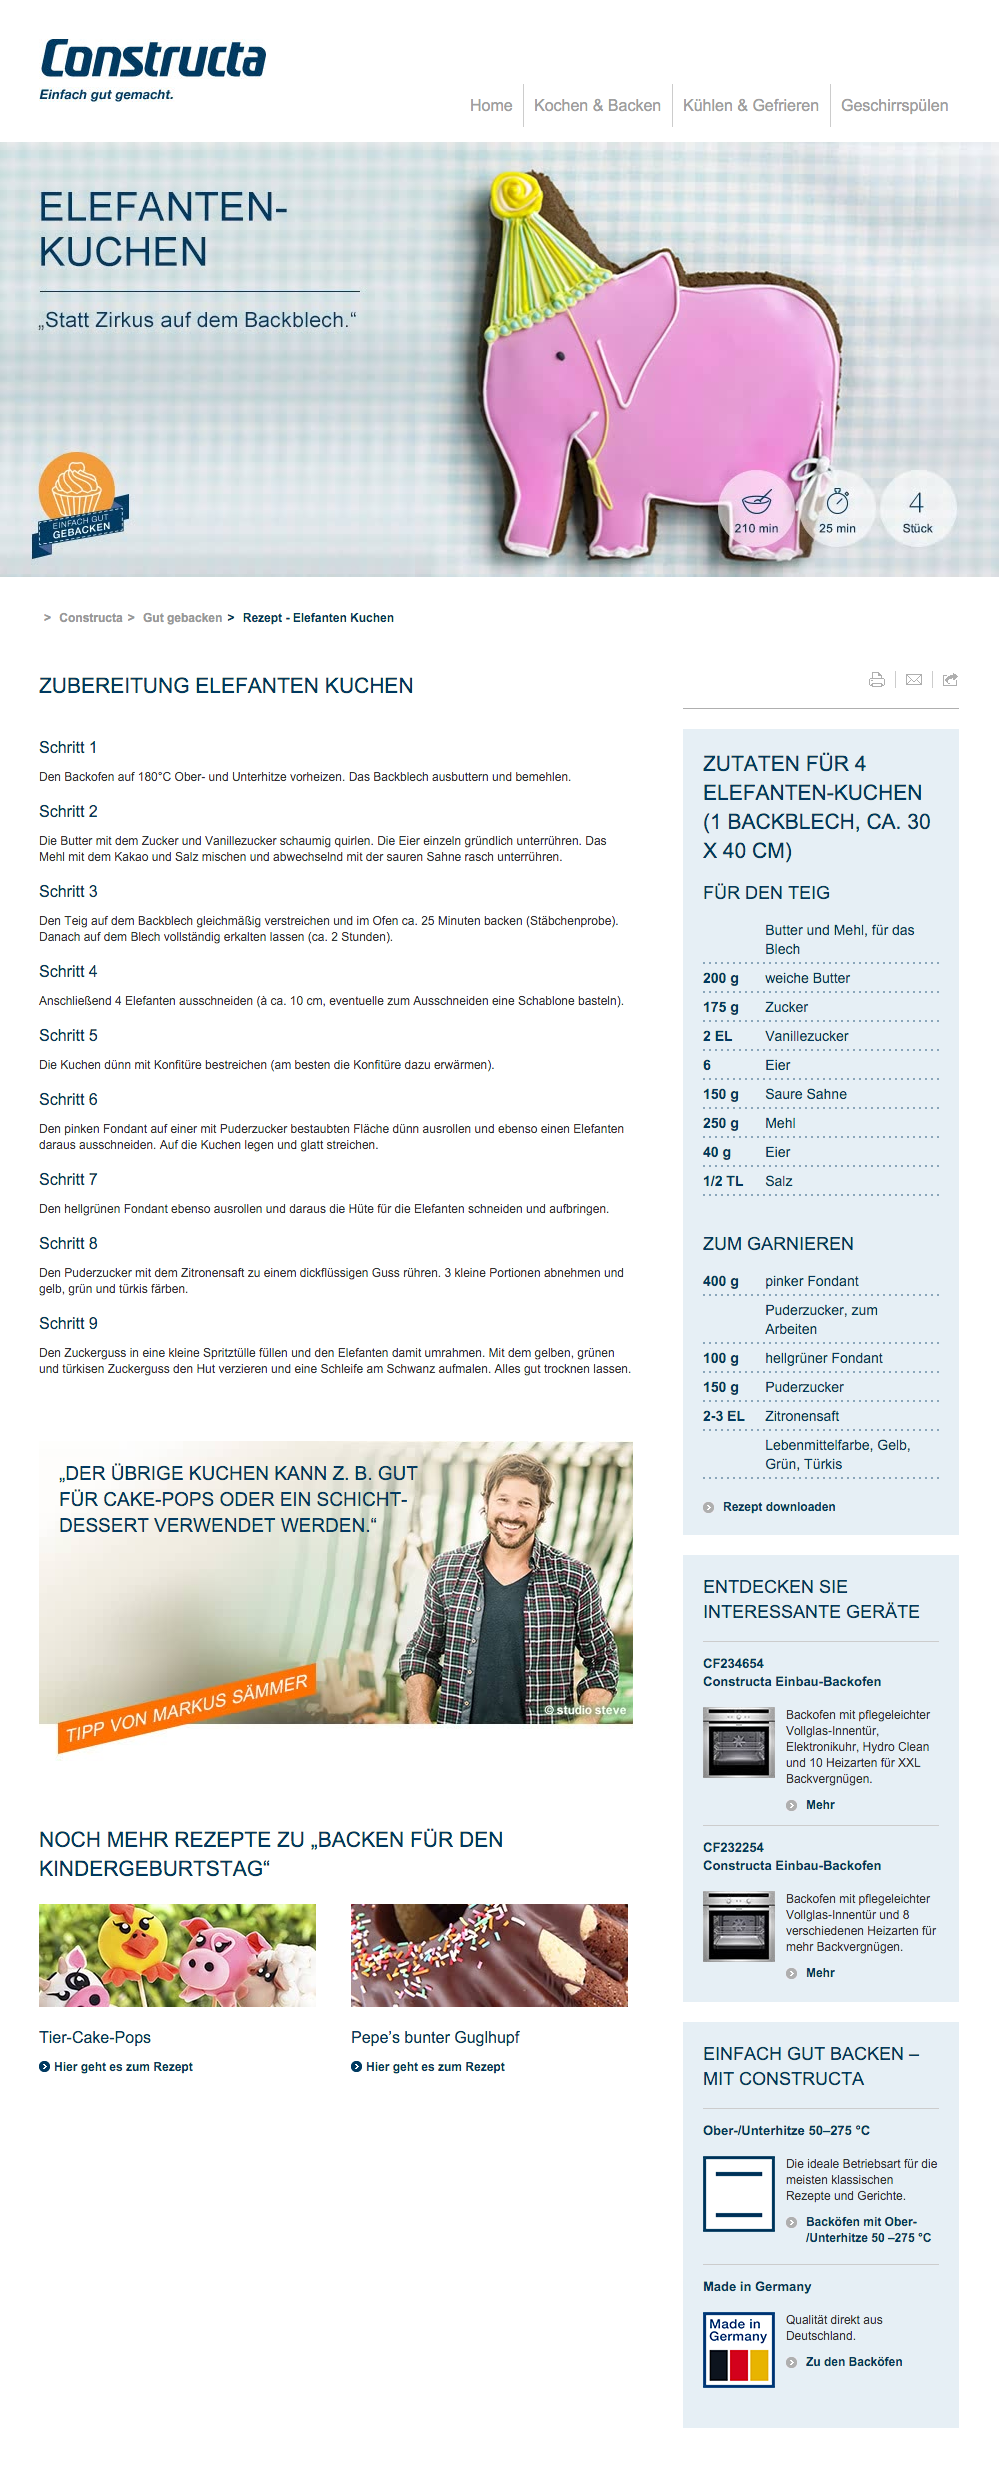 Constructa
Einfach gut gemacht.
Home
Kochen & Backen
Kühlen & Gefrieren
Geschirrspülen
ELEFANTEN-
KUCHEN
„Statt Zirkus auf dem Backblech.“
EINFACH GUT
GEBACKEN
210 min
25 min
4
Stück
> Constructa > Gut gebacken > Rezept - Elefanten Kuchen
ZUBEREITUNG ELEFANTEN KUCHEN
Schritt 1
Den Backofen auf 180°C Ober- und Unterhitze vorheizen. Das Backblech ausbuttern und bemehlen.
Schritt 2
Die Butter mit dem Zucker und Vanillezucker schaumig quirlen. Die Eier einzeln gründlich unterrühren. Das
Mehl mit dem Kakao und Salz mischen und abwechselnd mit der sauren Sahne rasch unterrühren.
Schritt 3
Den Teig auf dem Backblech gleichmäßig verstreichen und im Ofen ca. 25 Minuten backen (Stäbchenprobe).
Danach auf dem Blech vollständig erkalten lassen (ca. 2 Stunden).
Schritt 4
Anschließend 4 Elefanten ausschneiden (à ca. 10 cm, eventuelle zum Ausschneiden eine Schablone basteln).
Schritt 5
Die Kuchen dünn mit Konfitüre bestreichen (am besten die Konfitüre dazu erwärmen).
Schritt 6
Den pinken Fondant auf einer mit Puderzucker bestaubten Fläche dünn ausrollen und ebenso einen Elefanten
daraus ausschneiden. Auf die Kuchen legen und glatt streichen.
Schritt 7
Den hellgrünen Fondant ebenso ausrollen und daraus die Hüte für die Elefanten schneiden und aufbringen.
Schritt 8
Den Puderzucker mit dem Zitronensaft zu einem dickflüssigen Guss rühren. 3 kleine Portionen abnehmen und
gelb, grün und türkis färben.
Schritt 9
Den Zuckerguss in eine kleine Spritztülle füllen und den Elefanten damit umrahmen. Mit dem gelben, grünen
und türkisen Zuckerguss den Hut verzieren und eine Schleife am Schwanz aufmalen. Alles gut trocknen lassen.
„DER ÜBRIGE KUCHEN KANN Z. B. GUT
FÜR CAKE-POPS ODER EIN SCHICHT-
DESSERT VERWENDET WERDEN.“
TIPP VON MARKUS SÄMMER
© studio steve
NOCH MEHR REZEPTE ZU „BACKEN FÜR DEN
KINDERGEBURTSTAG“
Tier-Cake-Pops
Hier geht es zum Rezept
Pepe’s bunter Guglhupf
Hier geht es zum Rezept
ZUTATEN FÜR 4
ELEFANTEN-KUCHEN
(1 BACKBLECH, CA. 30
X 40 CM)
FÜR DEN TEIG
Butter und Mehl, für das
Blech
200 g weiche Butter
175 g Zucker
2 EL Vanillezucker
6 Eier
150 g Saure Sahne
250 g Mehl
40 g Eier
1/2 TL Salz
ZUM GARNIEREN
400 g pinker Fondant
Puderzucker, zum
Arbeiten
100 g hellgrüner Fondant
150 g Puderzucker
2-3 EL Zitronensaft
Lebenmittelfarbe, Gelb,
Grün, Türkis
Rezept downloaden
ENTDECKEN SIE
INTERESSANTE GERÄTE
CF234654
Constructa Einbau-Backofen
Backofen mit pflegeleichter
Vollglas-Innentür,
Elektronikuhr, Hydro Clean
und 10 Heizarten für XXL
Backvergnügen.
Mehr
CF232254
Constructa Einbau-Backofen
Backofen mit pflegeleichter
Vollglas-Innentür und 8
verschiedenen Heizarten für
mehr Backvergnügen.
Mehr
EINFACH GUT BACKEN –
MIT CONSTRUCTA
Ober-/Unterhitze 50–275 °C
Die ideale Betriebsart für die
meisten klassischen
Rezepte und Gerichte.
Backöfen mit Ober-
/Unterhitze 50 –275 °C
Made in Germany
Made in
Germany
Qualität direkt aus
Deutschland.
Zu den Backöfen